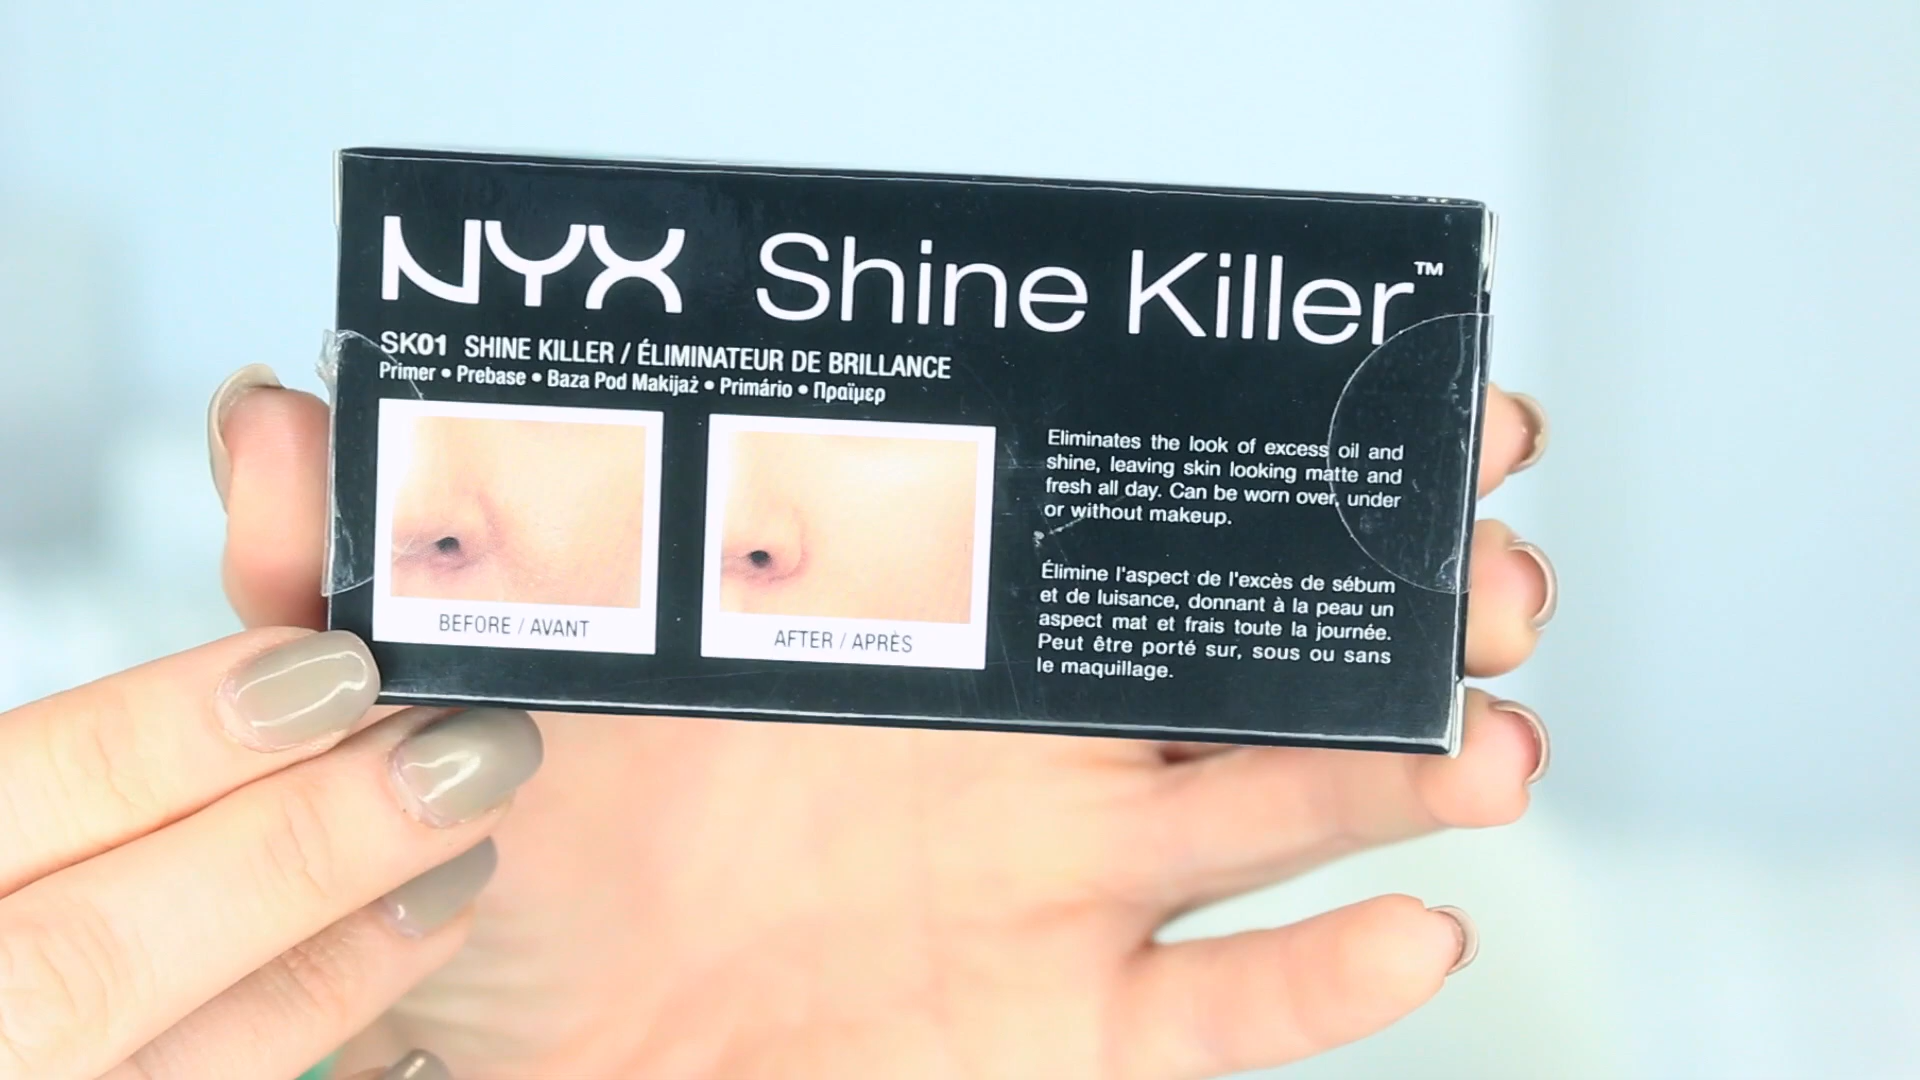 NYX Shine Killer™
SK01 SHINE KILLER / ÉLIMINATEUR DE BRILLANCE
Primer • Prebase • Baza Pod Makijaż • Primário • Πράϊμερ
BEFORE / AVANT
AFTER / APRÈS
Eliminates the look of excess oil and
shine, leaving skin looking matte and
fresh all day. Can be worn over, under
or without makeup.
Élimine l'aspect de l'excès de sébum
et de luisance, donnant à la peau un
aspect mat et frais toute la journée.
Peut être porté sur, sous ou sans
le maquillage.